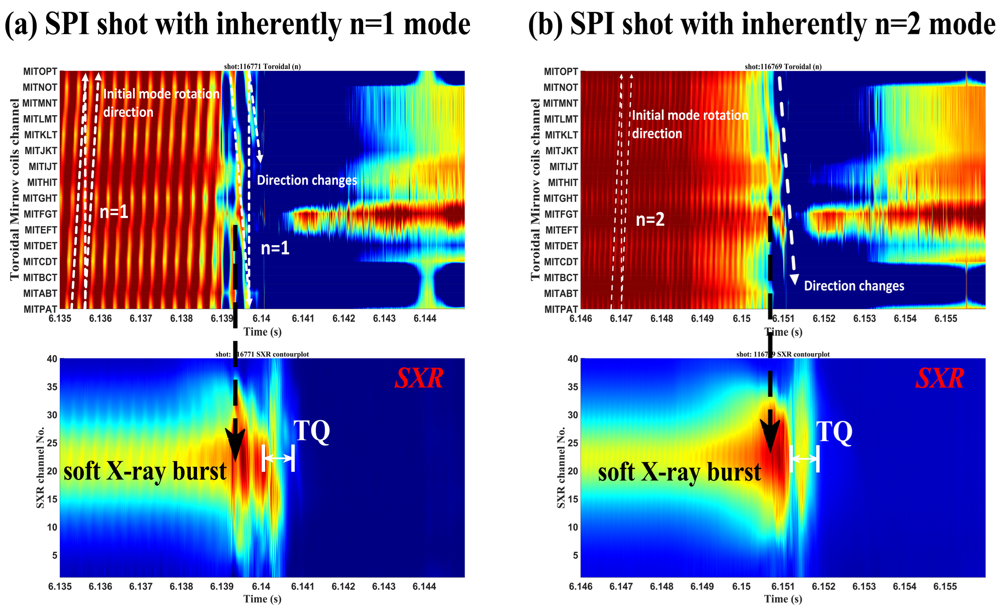 (a) SPI shot with inherently n=1 mode
shot:116771 Toroidal (n)
Toroidal Mirnov coils channel
MITOPT
MITNOT
MITMNT
MITLMT
MITKLT
MITJKT
MITIJT
MITHIT
MITGHT
MITFGT
MITEFT
MITDET
MITCDT
MITBCT
MITABT
MITPAT
Initial mode rotation
direction
n=1
Direction changes
n=1
6.135 6.136 6.137 6.138 6.139 6.14 6.141 6.142 6.143 6.144
Time (s)
shot: 116771 SXR contourplot
SXR channel No.
40
35
30
25
20
15
10
5
SXR
TQ
soft X-ray burst
6.135 6.136 6.137 6.138 6.139 6.14 6.141 6.142 6.143 6.144
Time (s)
(b) SPI shot with inherently n=2 mode
shot:116769 Toroidal (n)
Toroidal Mirnov coils channel
MITOPT
MITNOT
MITMNT
MITLMT
MITKLT
MITJKT
MITIJT
MITHIT
MITGHT
MITFGT
MITEFT
MITDET
MITCDT
MITBCT
MITABT
MITPAT
Initial mode rotation
direction
n=2
Direction changes
6.146 6.147 6.148 6.149 6.15 6.151 6.152 6.153 6.154 6.155
Time (s)
shot: 116769 SXR contourplot
SXR channel No.
40
35
30
25
20
15
10
5
SXR
TQ
soft X-ray burst
6.146 6.147 6.148 6.149 6.15 6.151 6.152 6.153 6.154 6.155
Time (s)